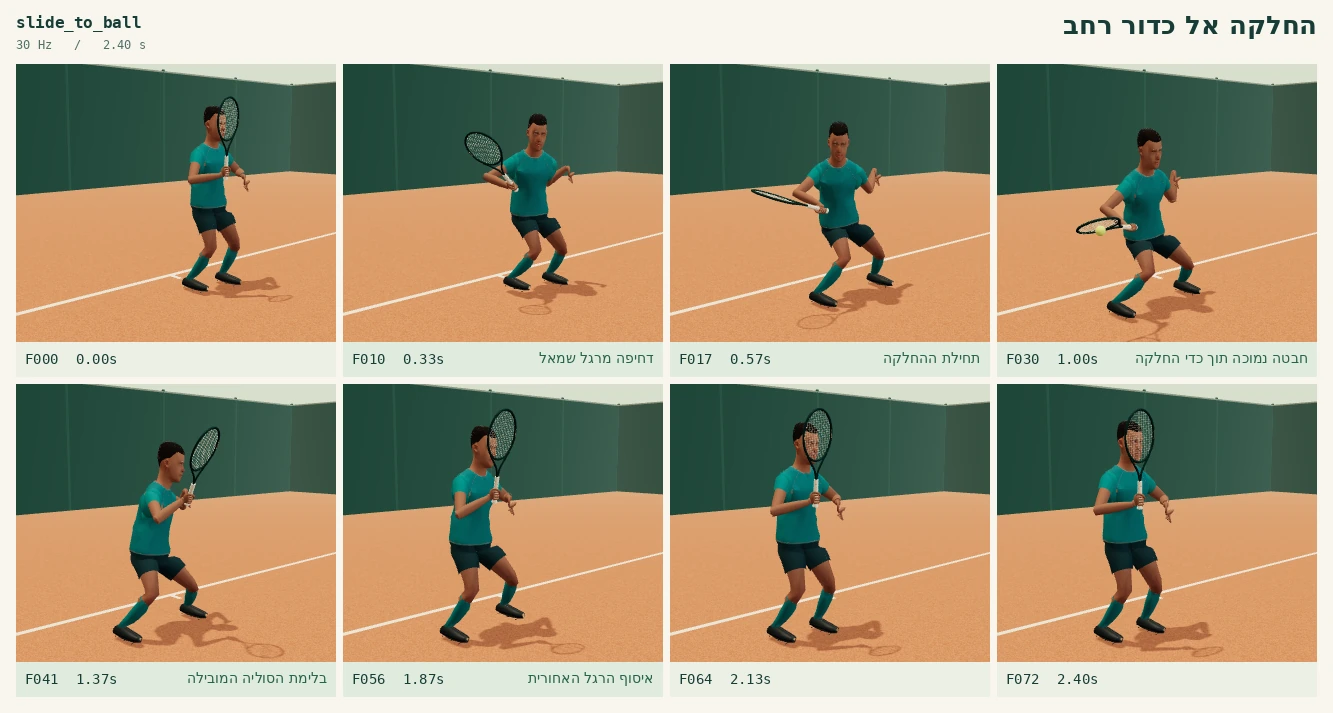 slide_to_ball
החלקה אל כדור רחב
30 Hz / 2.40 s
F000 0.00s
F010 0.33s דחיפה מרגל שמאל
F017 0.57s תחילת ההחלקה
F030 1.00s חבטה נמוכה תוך כדי החלקה
F041 1.37s בלימת הסוליה המובילה
F056 1.87s איסוף הרגל האחורית
F064 2.13s
F072 2.40s